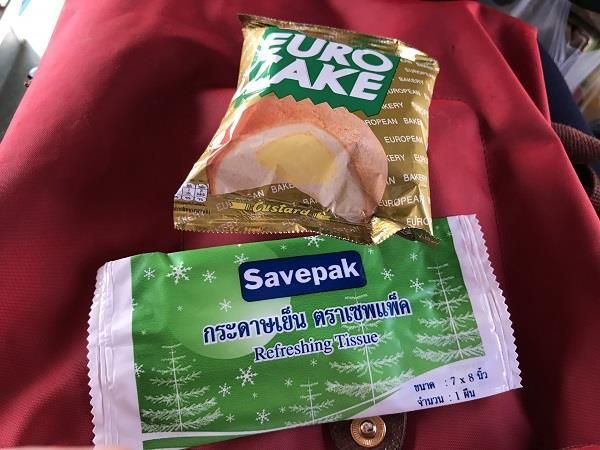 EURO
CAKE
EUROPEAN BAKERY
EUROPEAN
Custard
Savepak
กระดาษเย็น ตราเซพแพ็ค
Refreshing Tissue
ขนาด : 7 x 8 นิ้ว
จำนวน : 1 ผืน